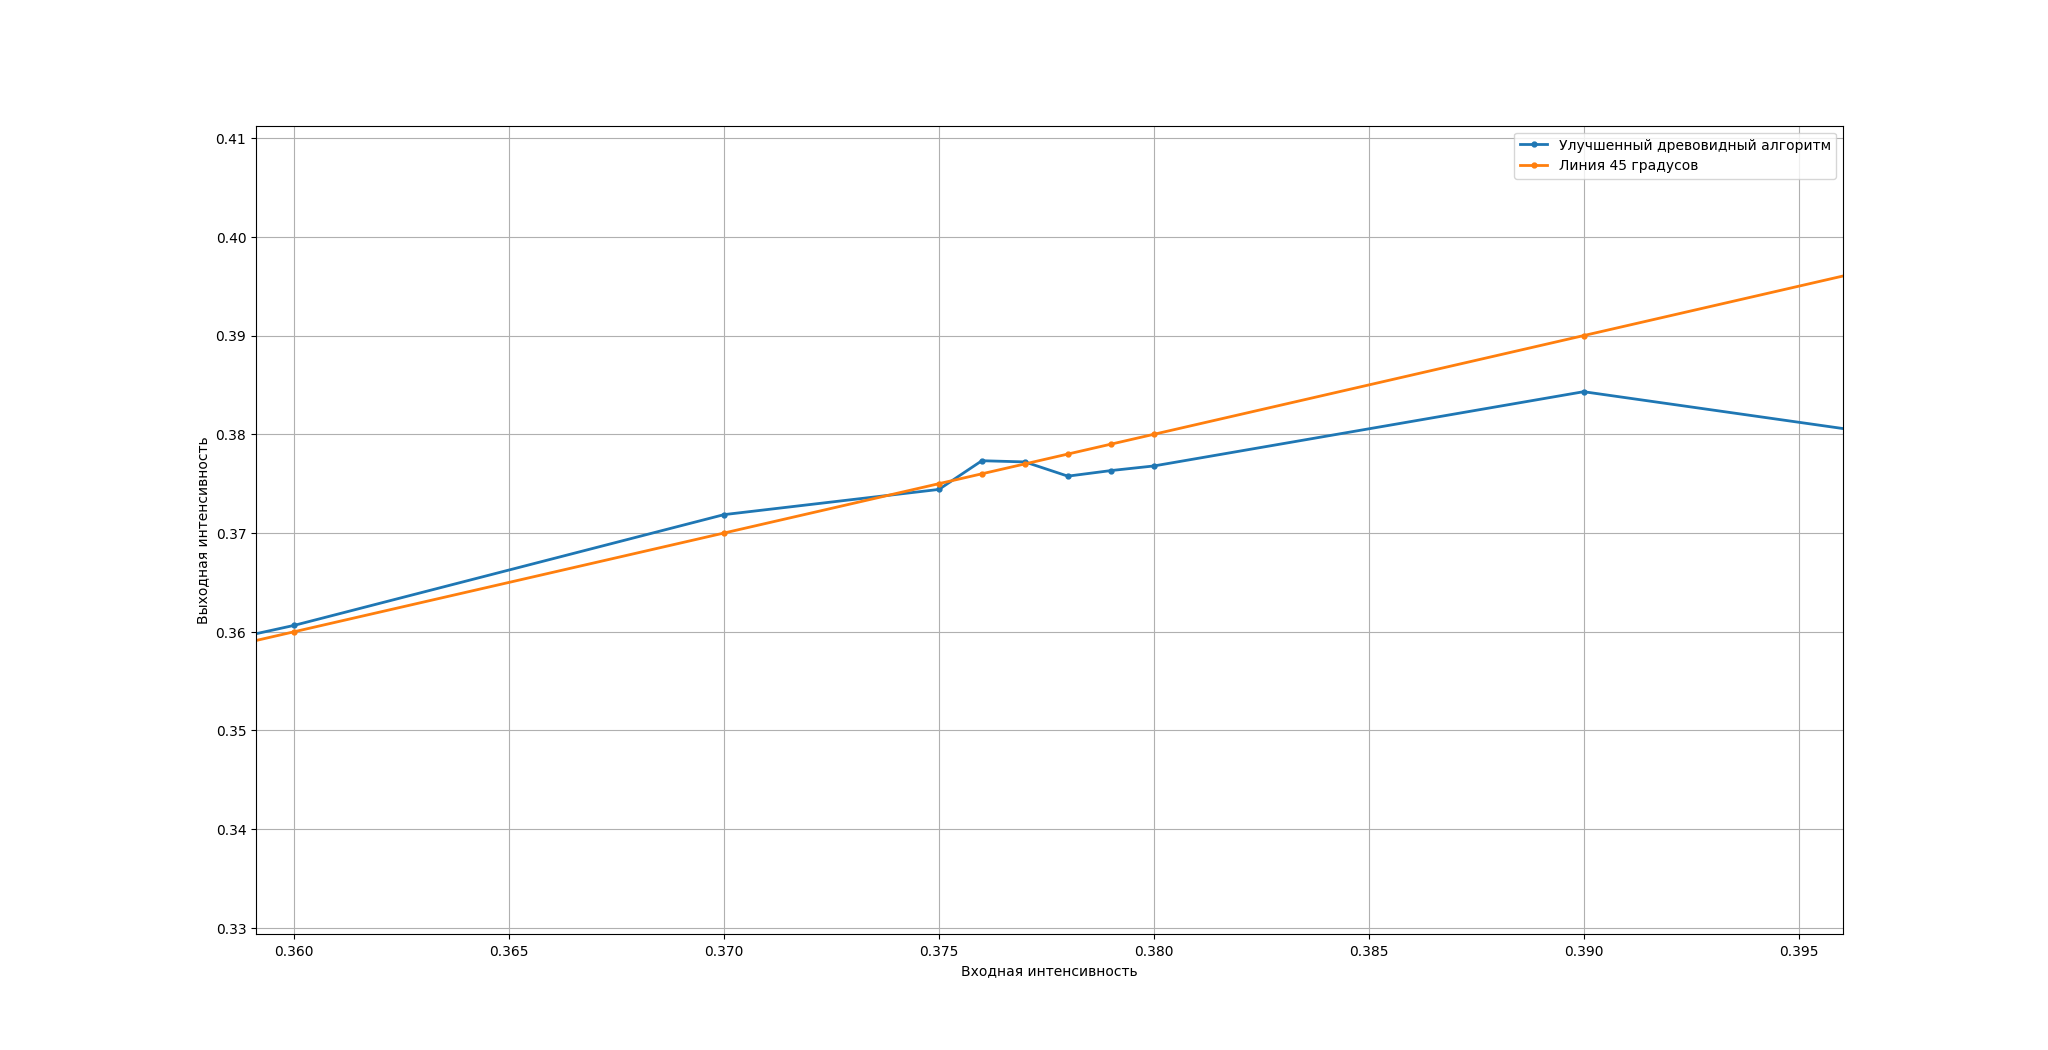 Улучшенный древовидный алгоритм
Линия 45 градусов
0.41
0.40
0.39
0.38
0.37
0.36
0.35
0.34
0.33
Выходная интенсивность
0.360 0.365 0.370 0.375 0.380 0.385 0.390 0.395
Входная интенсивность